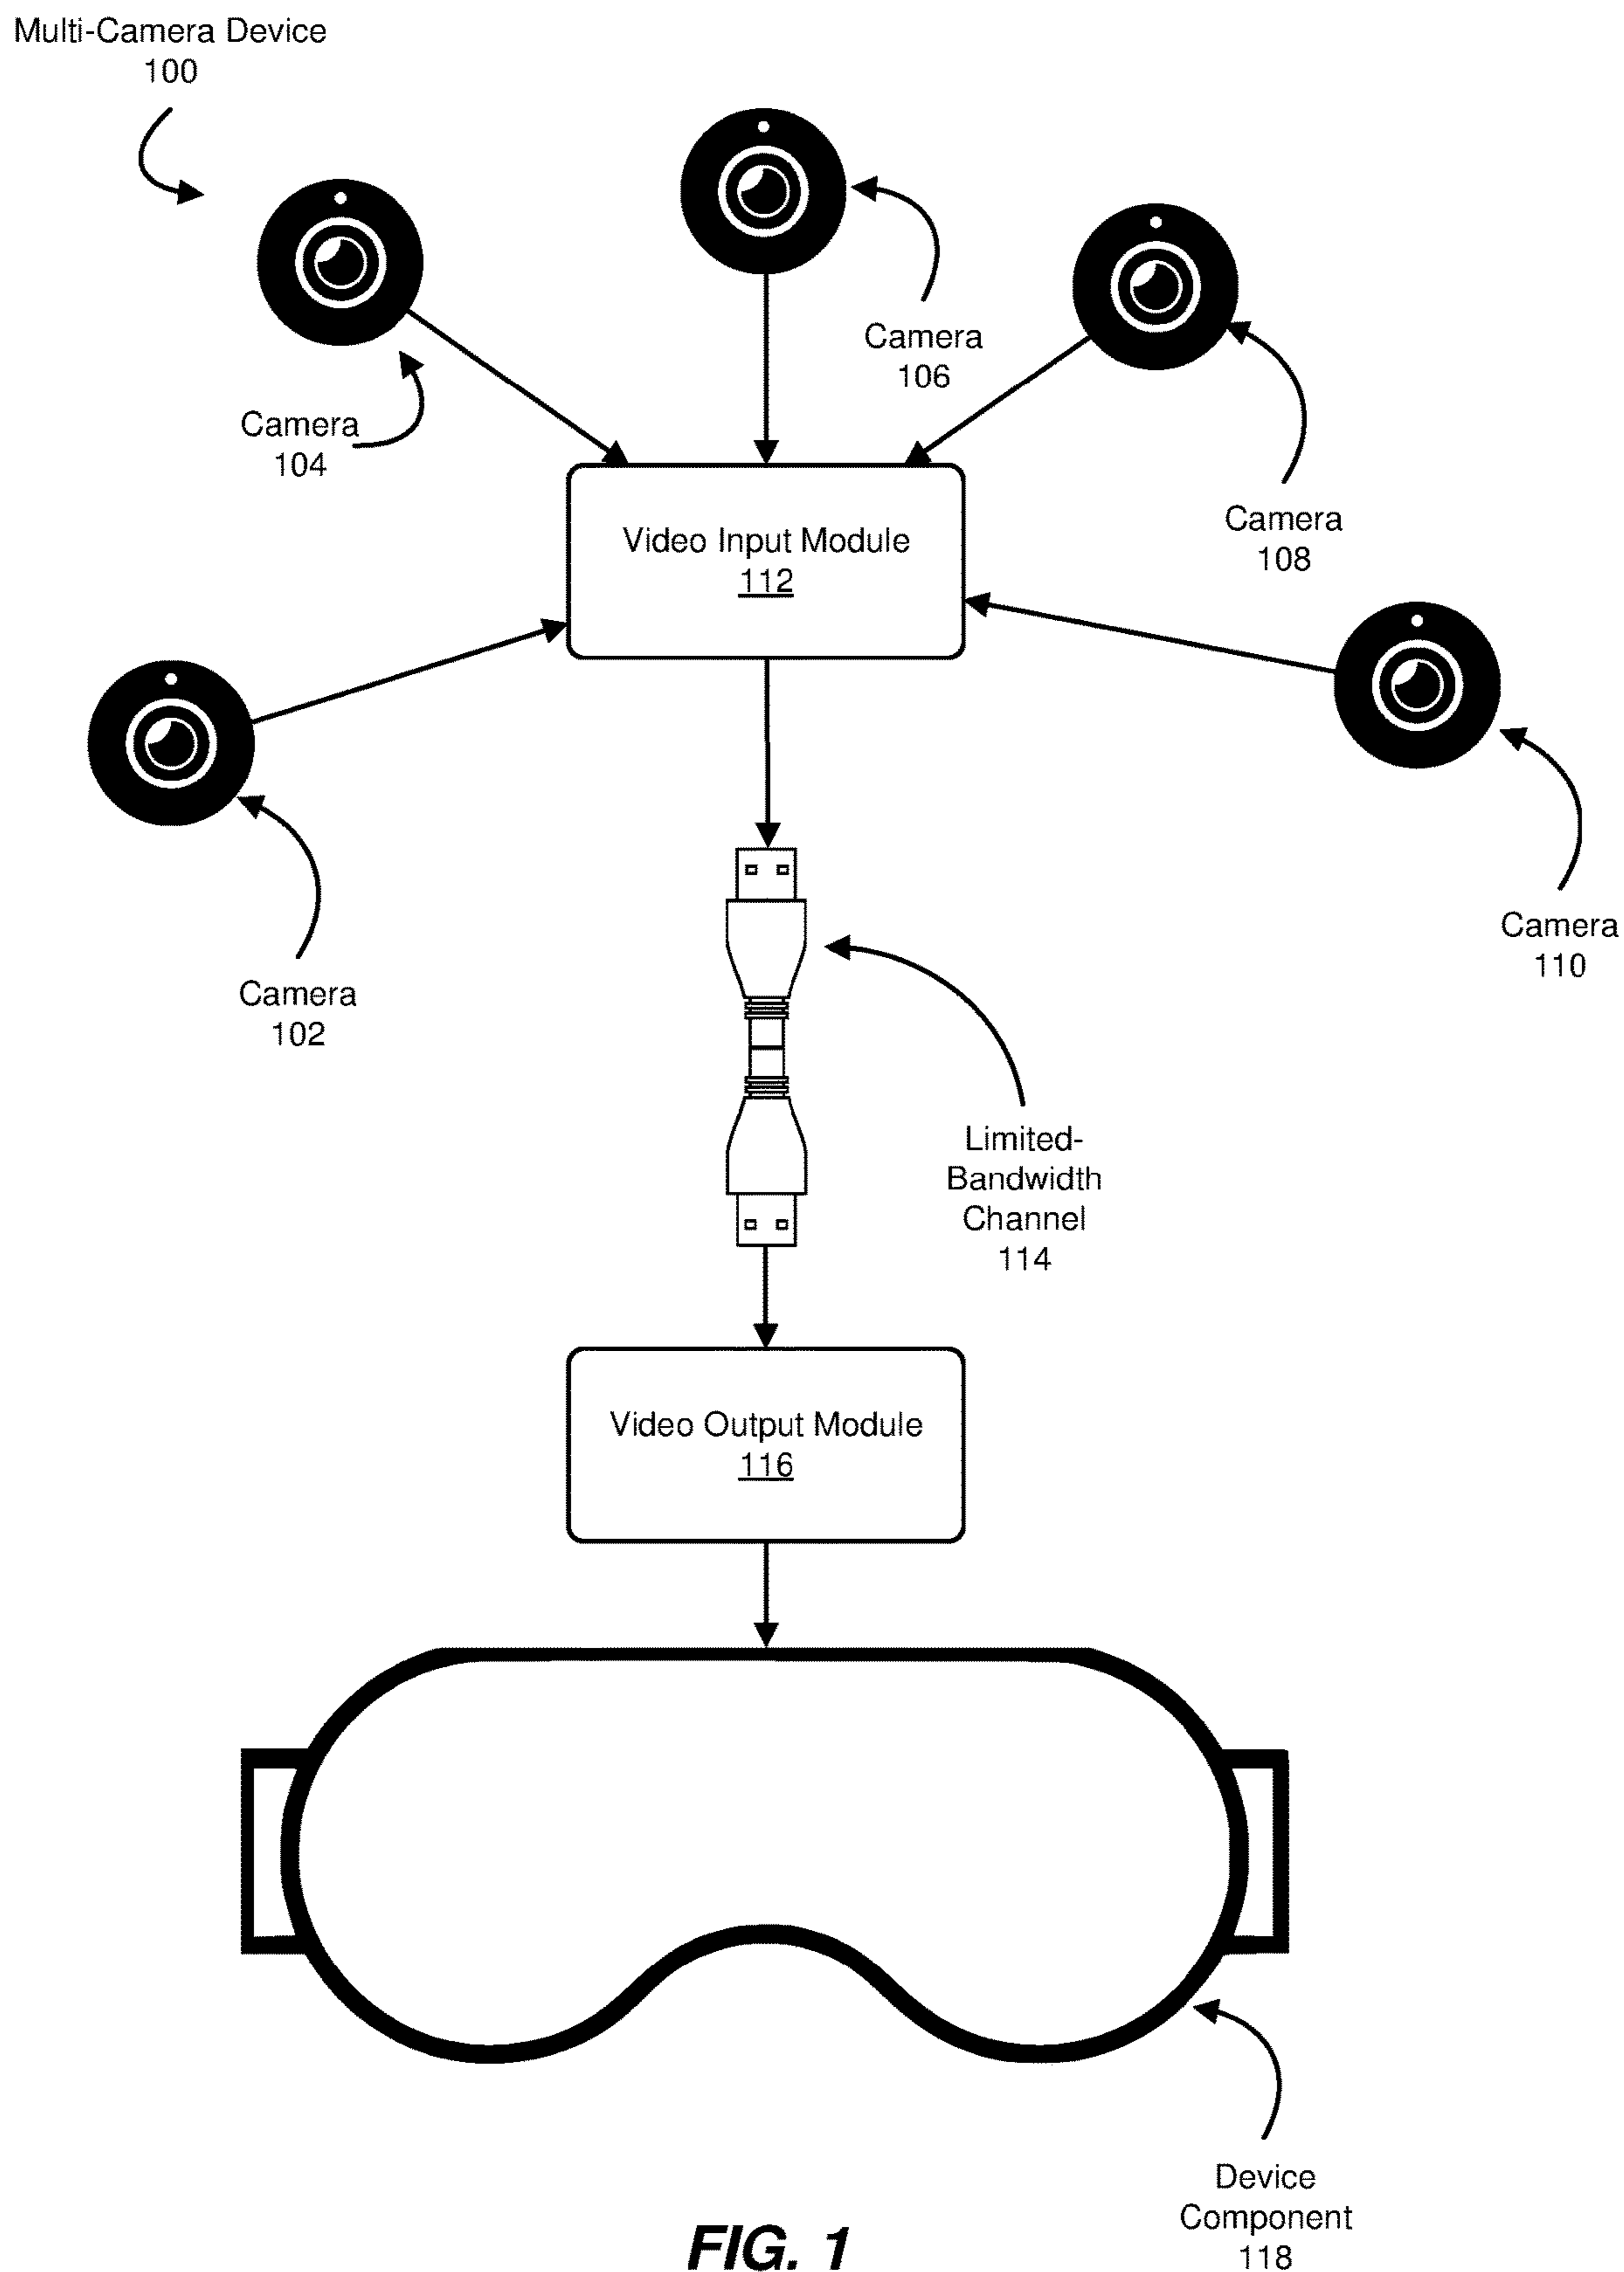 Multi-Camera Device
100
Camera
106
Camera
104
Camera
108
Video Input Module
112
Camera
110
Camera
102
Limited-
Bandwidth
Channel
114
Video Output Module
116
Device
Component
118
FIG. 1